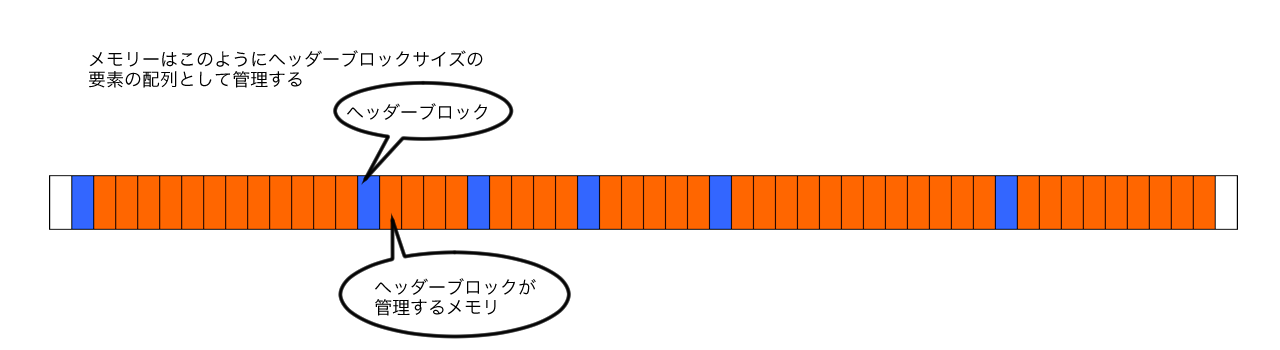 メモリーはこのようにヘッダーブロックサイズの
要素の配列として管理する
ヘッダーブロック
ヘッダーブロックが
管理するメモリ